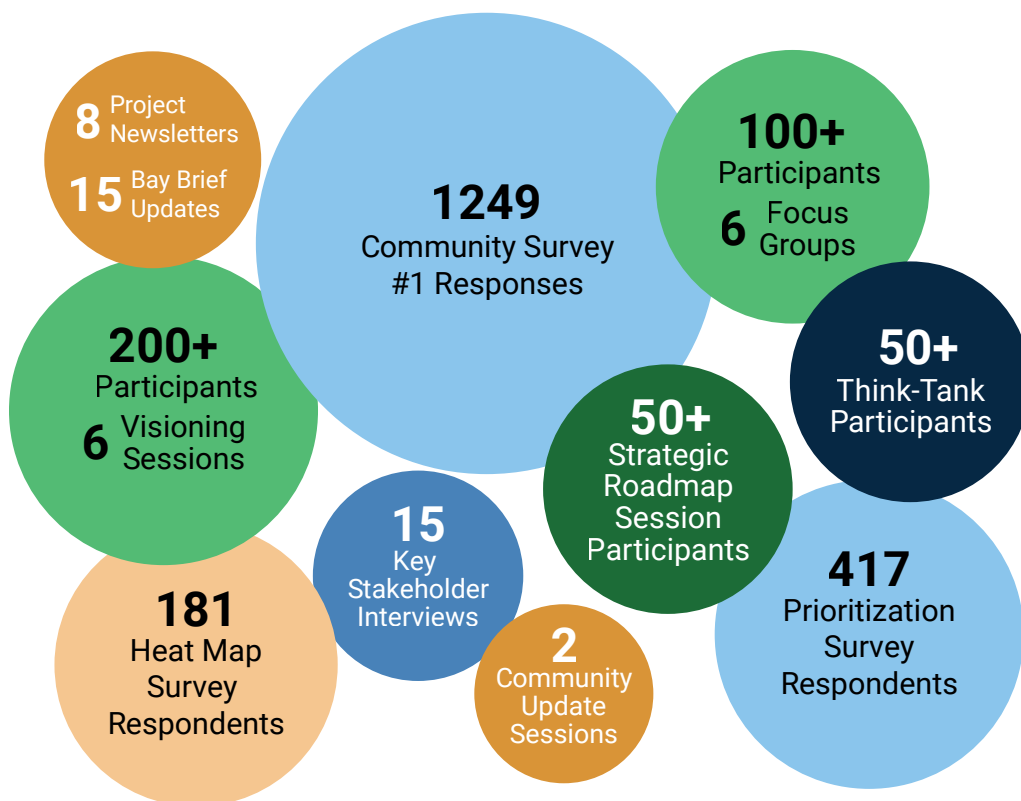 8 Project
Newsletters
15 Bay Brief
Updates
1249
Community Survey
#1 Responses
100+
Participants
6 Focus
Groups
200+
Participants
6 Visioning
Sessions
50+
Think-Tank
Participants
50+
Strategic
Roadmap
Session
Participants
15
Key
Stakeholder
Interviews
417
Prioritization
Survey
Respondents
181
Heat Map
Survey
Respondents
2
Community
Update
Sessions